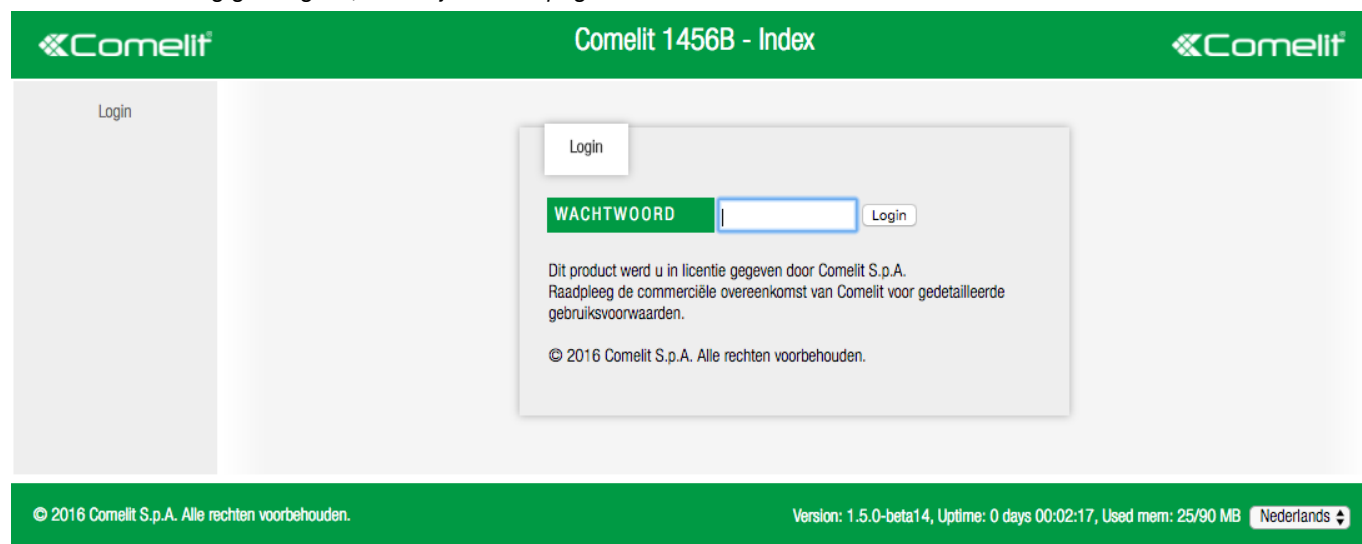 Comelit
Comelit 1456B - Index
Comelit
Login
Login
WACHTWOORD
Login
Dit product werd u in licentie gegeven door Comelit S.p.A.
Raadpleeg de commerciële overeenkomst van Comelit voor gedetailleerde
gebruiksvoorwaarden.
© 2016 Comelit S.p.A. Alle rechten voorbehouden.
© 2016 Comelit S.p.A. Alle rechten voorbehouden.
Version: 1.5.0-beta14, Uptime: 0 days 00:02:17, Used mem: 25/90 MB
Nederlands